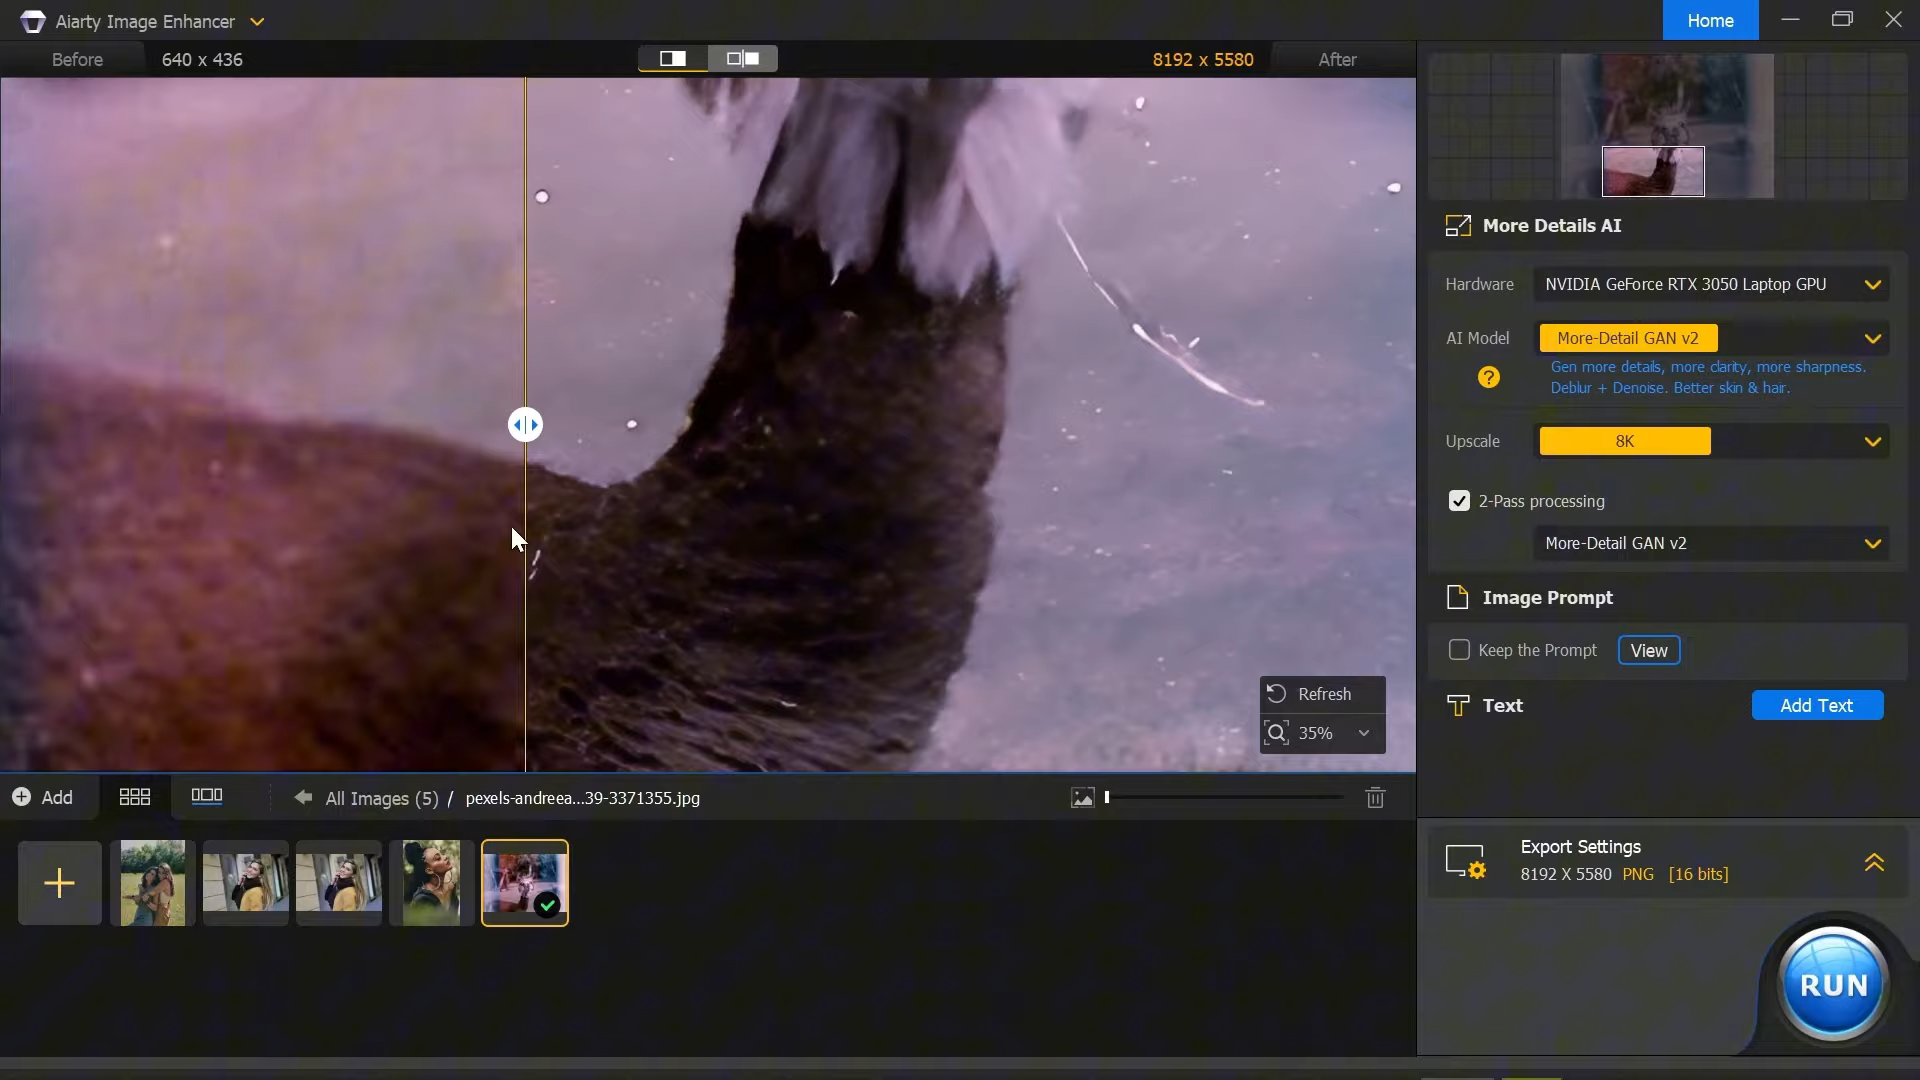 Aiarty Image Enhancer
Home
Before
640 x 436
8192 x 5580
After
More Details AI
Hardware
NVIDIA GeForce RTX 3050 Laptop GPU
AI Model
More-Detail GAN v2
?
Gen more details, more clarity, more sharpness.
Deblur + Denoise. Better skin & hair.
Upscale
8K
2-Pass processing
More-Detail GAN v2
Image Prompt
Keep the Prompt
View
Text
Add Text
Refresh
35%
Add
All Images (5) / pexels-andreea...39-3371355.jpg
Export Settings
8192 X 5580 PNG [16 bits]
RUN